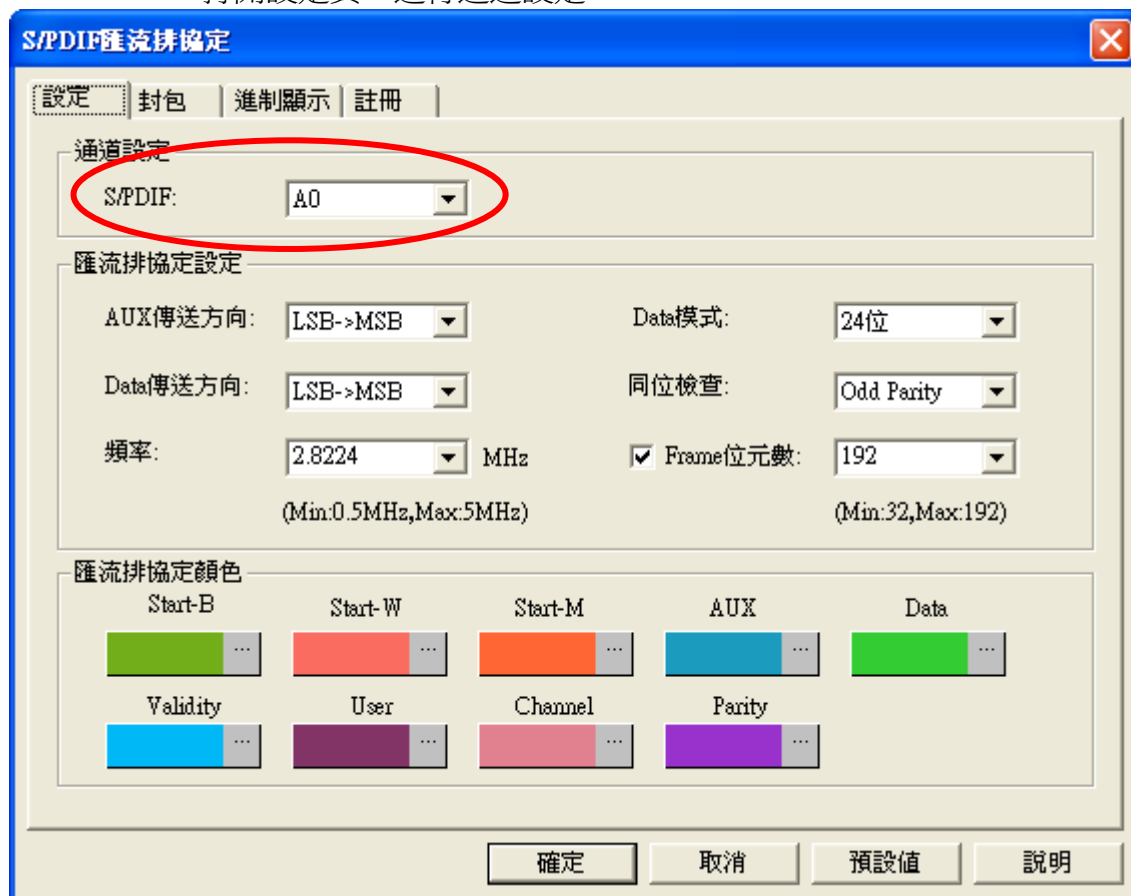 S/PDIF匯流排協定
設定 封包 進制顯示 註冊
通道設定
S/PDIF: A0
匯流排協定設定
AUX傳送方向: LSB->MSB Data模式: 24位
Data傳送方向: LSB->MSB 同位檢查: Odd Parity
頻率: 2.8224 MHz Frame位元數: 192
(Min:0.5MHz,Max:5MHz) (Min:32,Max:192)
匯流排協定顏色
Start-B Start-W Start-M AUX Data
... ... ... ... ...
Validity User Channel Parity
... ... ... ...
確定 取消 預設值 說明